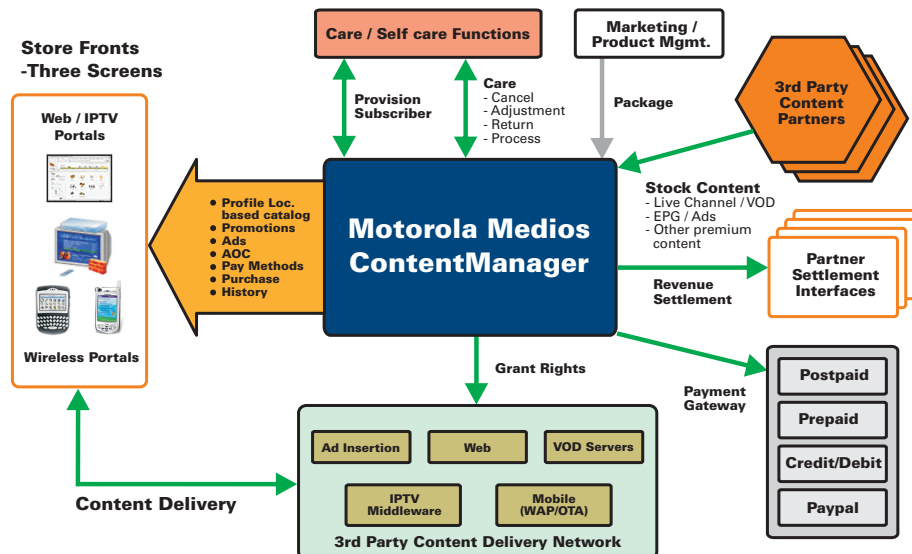 Store Fronts
-Three Screens
Web / IPTV
Portals
Wireless Portals
Care / Self care Functions
Provision
Subscriber
Care
- Cancel
- Adjustment
- Return
- Process
Marketing /
Product Mgmt.
Package
3rd Party
Content
Partners
• Profile Loc.
based catalog
• Promotions
• Ads
• AOC
• Pay Methods
• Purchase
• History
Motorola Medios
ContentManager
Stock Content
- Live Channel / VOD
- EPG / Ads
- Other premium
content
Revenue
Settlement
Partner
Settlement
Interfaces
Grant Rights
Payment
Gateway
Postpaid
Prepaid
Credit/Debit
Paypal
Content Delivery
Ad Insertion
Web
VOD Servers
IPTV
Middleware
Mobile
(WAP/OTA)
3rd Party Content Delivery Network